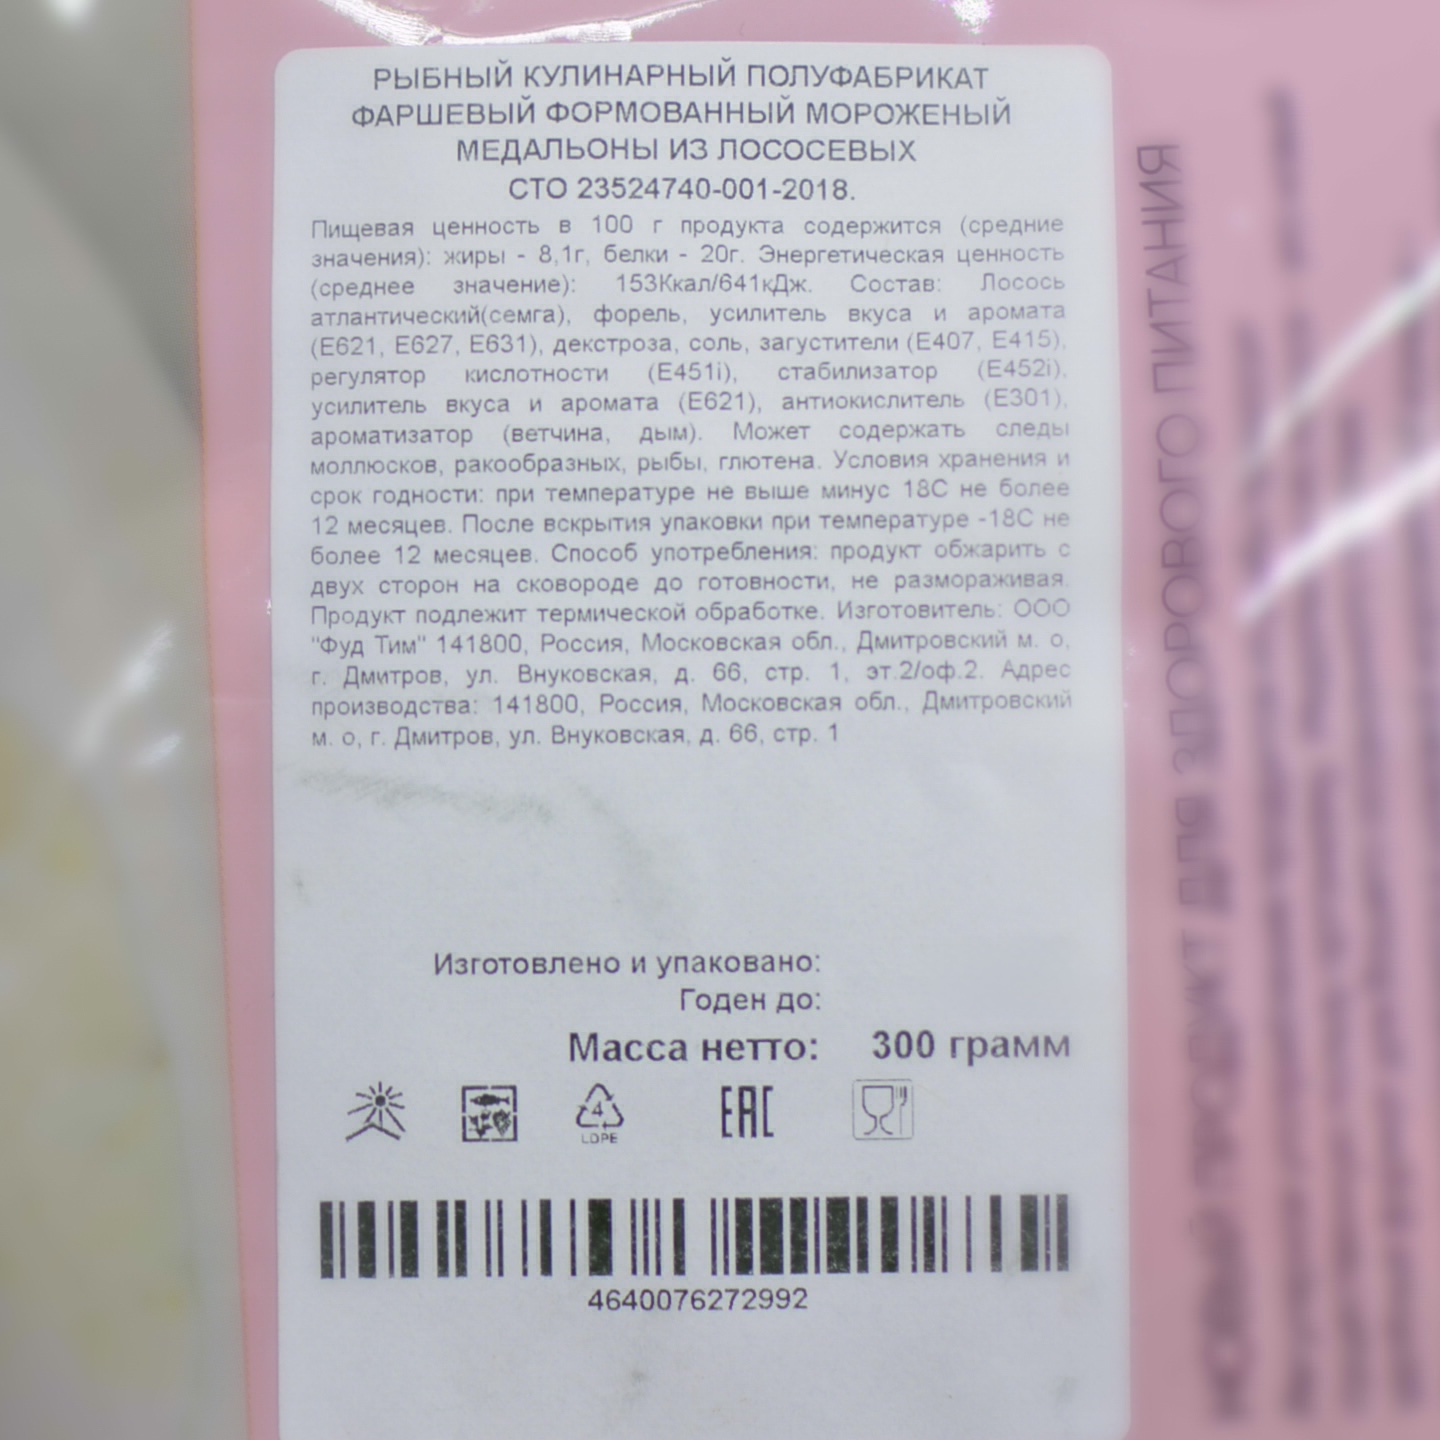 РЫБНЫЙ КУЛИНАРНЫЙ ПОЛУФАБРИКАТ
ФАРШЕВЫЙ ФОРМОВАННЫЙ МОРОЖЕНЫЙ
МЕДАЛЬОНЫ ИЗ ЛОСОСЕВЫХ
СТО 23524740-001-2018.
Пищевая ценность в 100 г продукта содержится (средние
значения): жиры - 8,1г, белки - 20г. Энергетическая ценность
(среднее значение): 153Ккал/641кДж. Состав: Лосось
атлантический(семга), форель, усилитель вкуса и аромата
(Е621, Е627, Е631), декстроза, соль, загустители (Е407, Е415),
регулятор кислотности (Е451i), стабилизатор (Е452i),
усилитель вкуса и аромата (Е621), антиокислитель (Е301),
ароматизатор (ветчина, дым). Может содержать следы
моллюсков, ракообразных, рыбы, глютена. Условия хранения и
срок годности: при температуре не выше минус 18С не более
12 месяцев. После вскрытия упаковки при температуре -18С не
более 12 месяцев. Способ употребления: продукт обжарить с
двух сторон на сковороде до готовности, не размораживая.
Продукт подлежит термической обработке. Изготовитель: ООО
"Фуд Тим" 141800, Россия, Московская обл., Дмитровский м. о,
г. Дмитров, ул. Внуковская, д. 66, стр. 1, эт.2/оф.2. Адрес
производства: 141800, Россия, Московская обл., Дмитровский
м. о, г. Дмитров, ул. Внуковская, д. 66, стр. 1
Изготовлено и упаковано:
Годен до:
Масса нетто: 300 грамм
4
LDPE
EAC
4640076272992
ПРОДУКТ ДЛЯ ЗДОРОВОГО ПИТАНИЯ